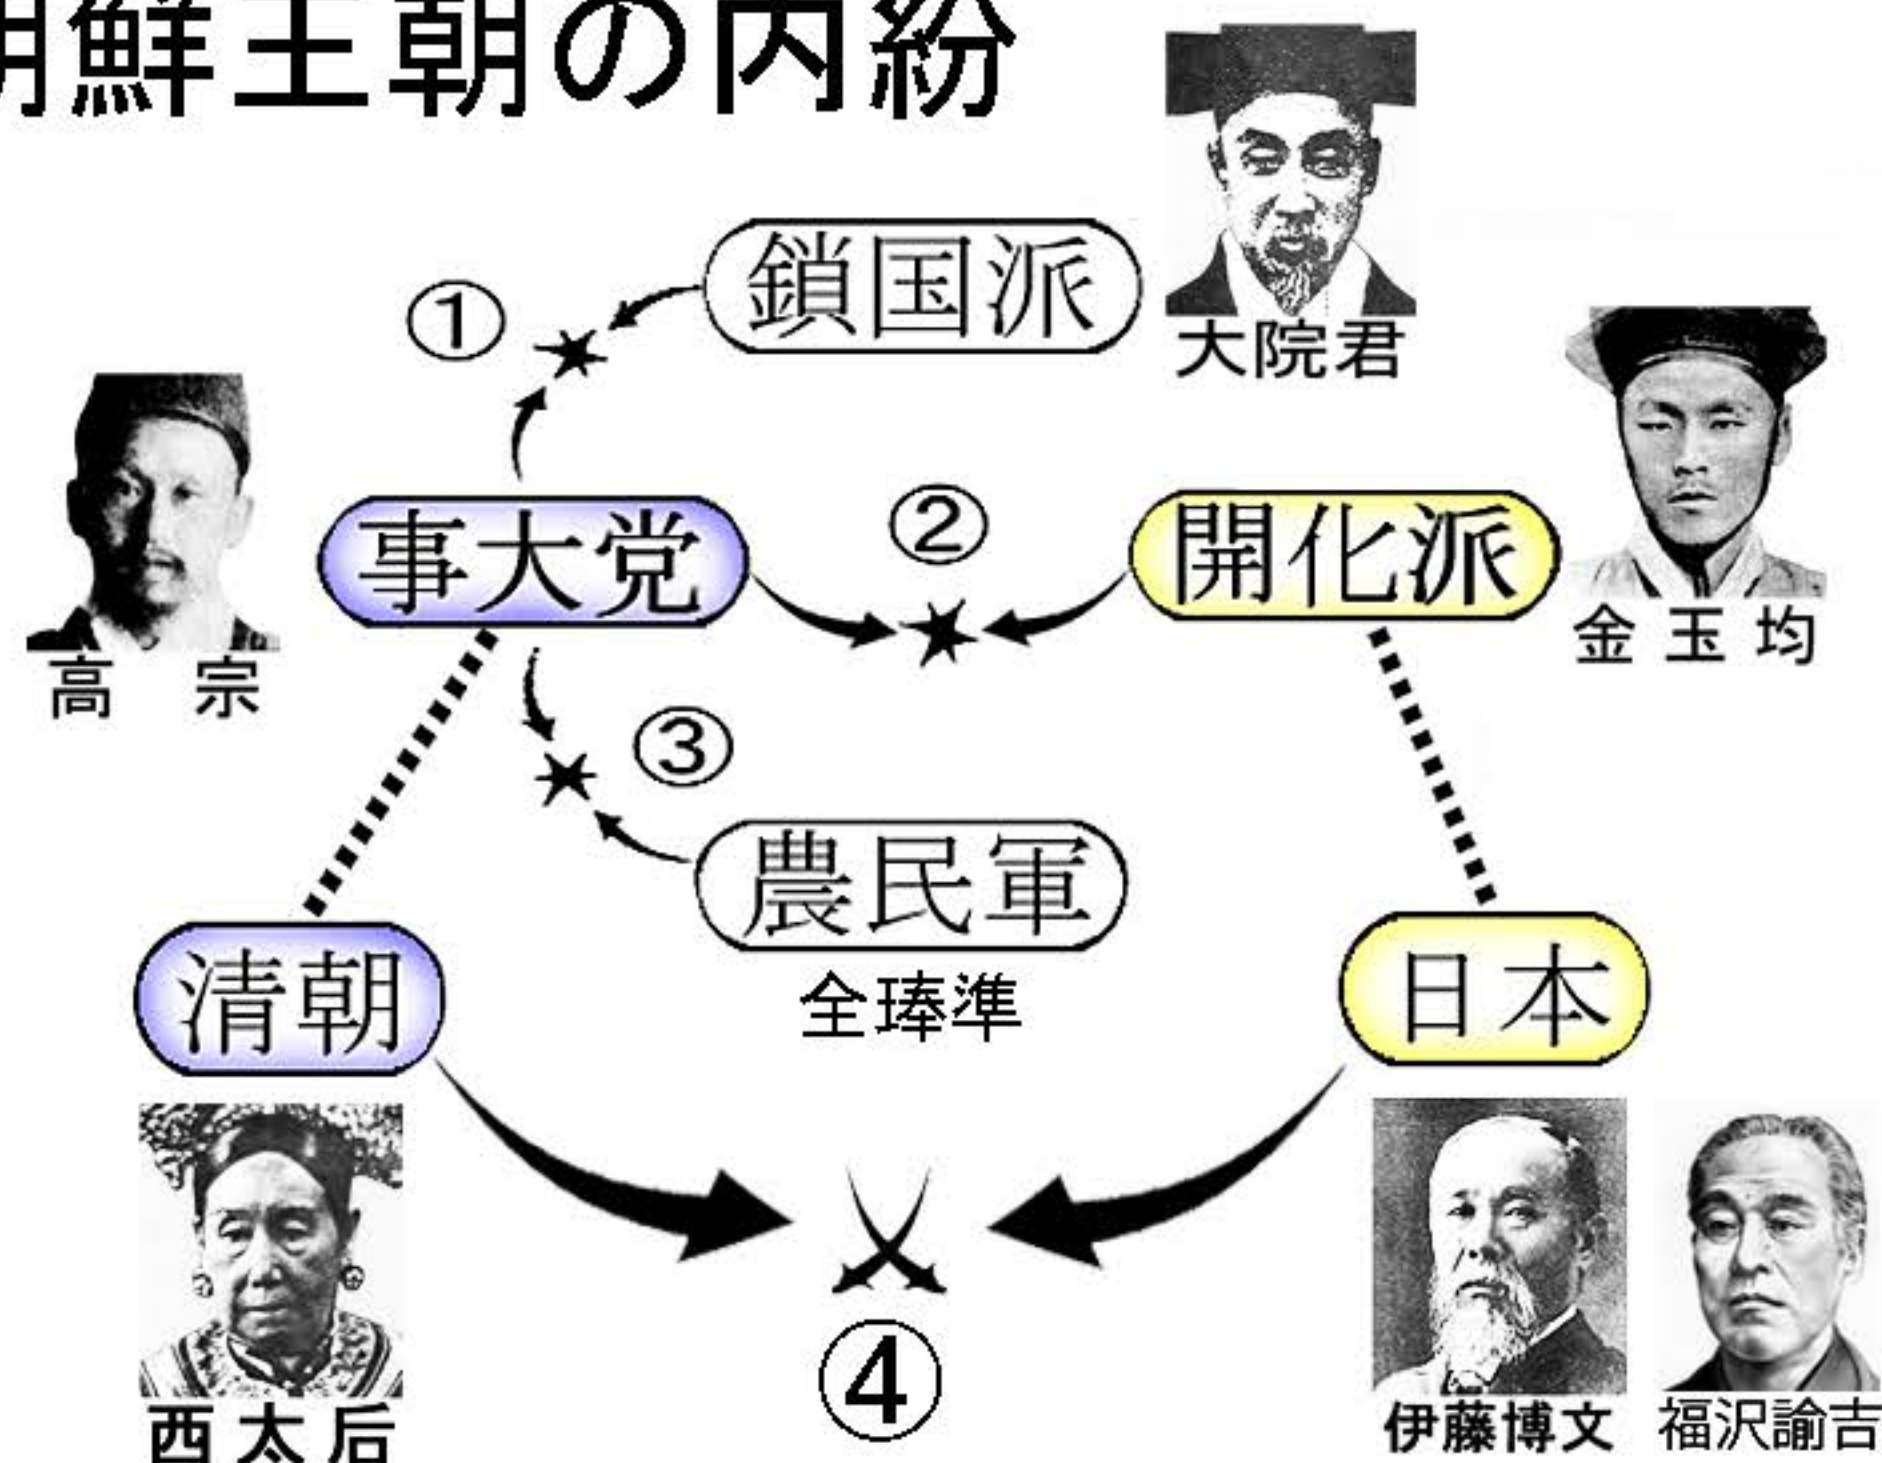 朝鮮王朝の内紛
鎖国派
①
大院君
②
事大党
開化派
金玉均
高 宗
③
農民軍
全琫準
清朝
日本
④
西太后
伊藤博文
福沢諭吉